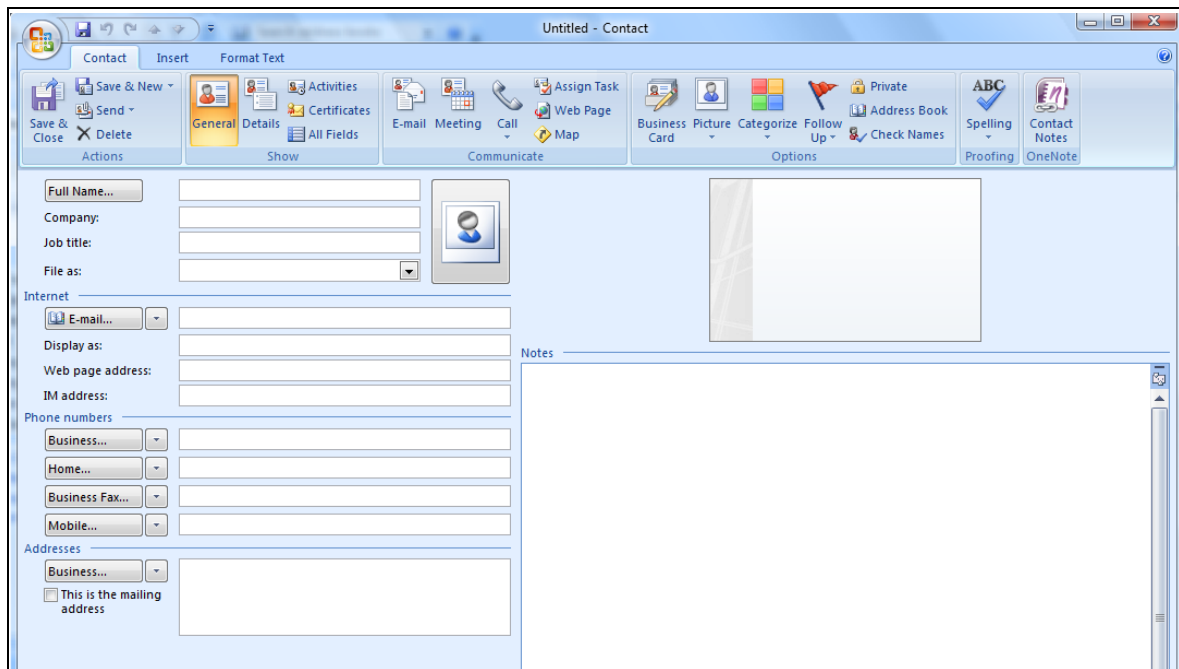 Untitled - Contact
Contact Insert Format Text
Save & Close
Save & New
Send
Delete
Actions
General
Details
Activities
Certificates
All Fields
Show
E-mail
Meeting
Call
Assign Task
Web Page
Map
Communicate
Business Card
Picture
Categorize
Follow Up
Private
Address Book
Check Names
Options
ABC
Spelling
Proofing
Contact Notes
OneNote
Full Name...
Company:
Job title:
File as:
Internet
E-mail...
Display as:
Web page address:
IM address:
Phone numbers
Business...
Home...
Business Fax...
Mobile...
Addresses
Business...
This is the mailing
address
Notes